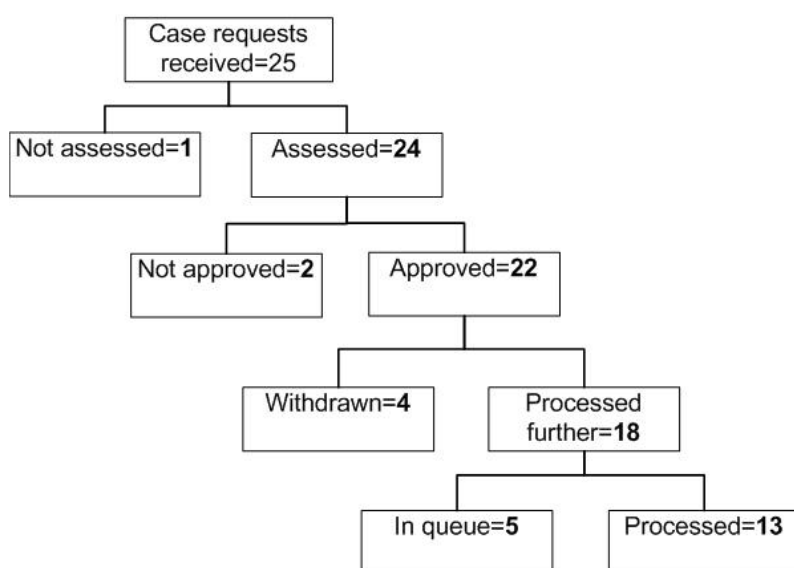 Case requests
received=25
Not assessed=1
Assessed=24
Not approved=2
Approved=22
Withdrawn=4
Processed
further=18
In queue=5
Processed=13